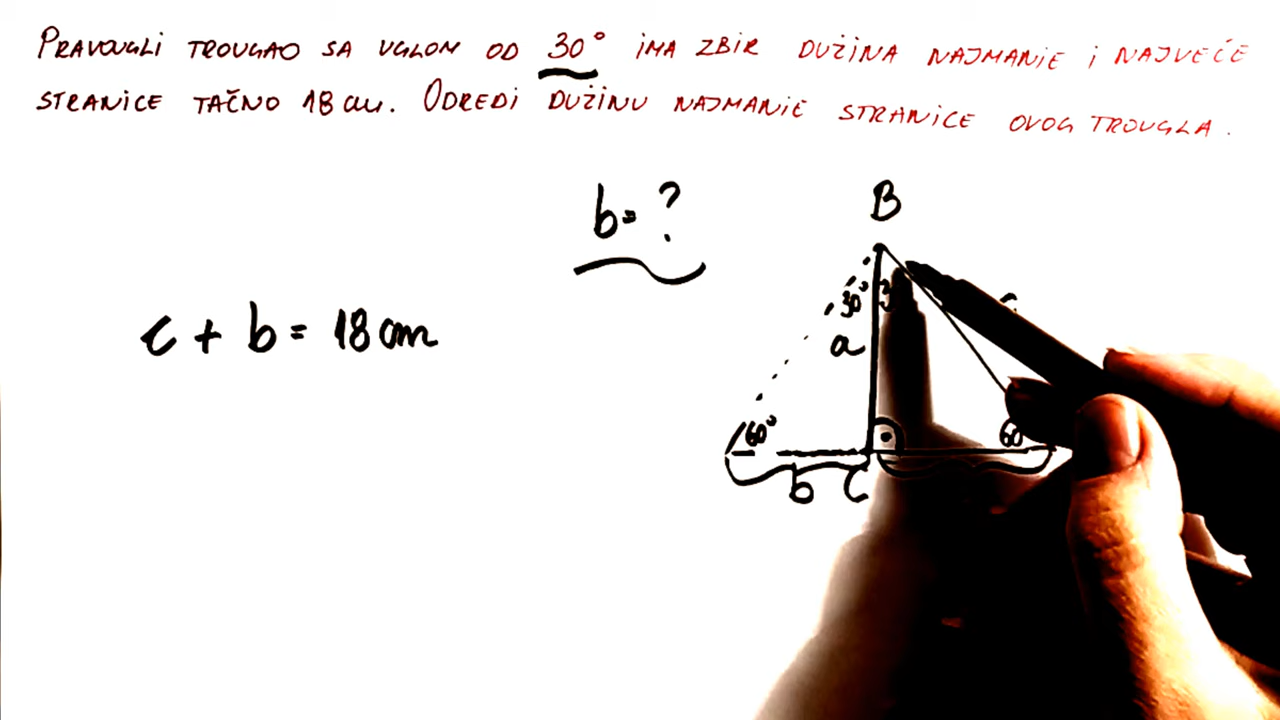 PRAVOUGLI TROUGAO SA UGLOM OD 30° IMA ZBIR DUŽINA NAJMANJE I NAJVEĆE
STRANICE TAČNO 18 cm. ODREDI DUŽINU NAJMANJE STRANICE OVOG TROUGLA.
B
b = ?
30°
c + b = 18 cm
a
60° 60
b C